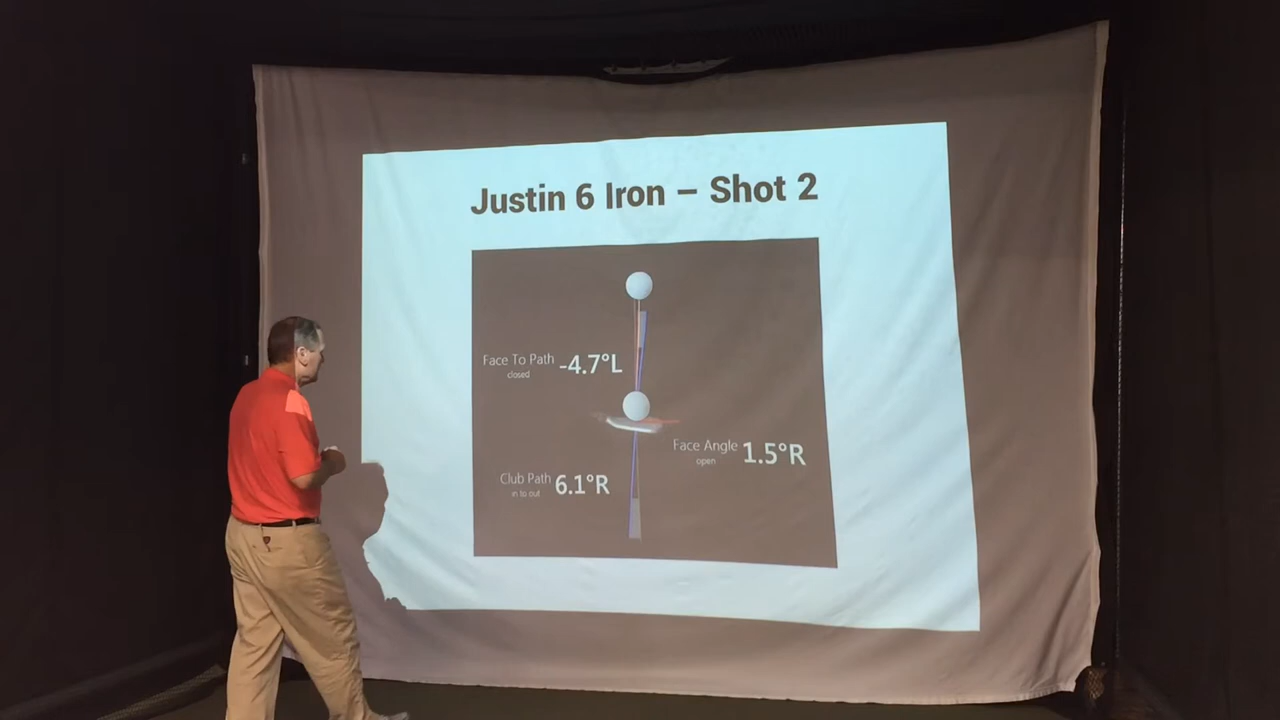 Justin 6 Iron – Shot 2
Face To Path -4.7°L
closed
Face Angle 1.5°R
open
Club Path 6.1°R
in to out